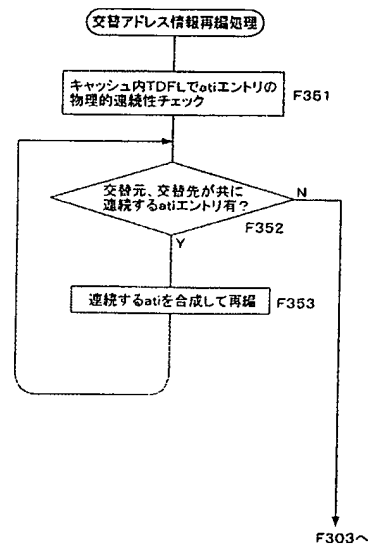 交替アドレス情報再編処理
キャッシュ内TDFLでatiエントリの
物理的連続性チェック
F351
交替元、交替先が共に
連続するatiエントリ有?
N
F352
Y
連続するatiを合成して再編
F353
F303へ